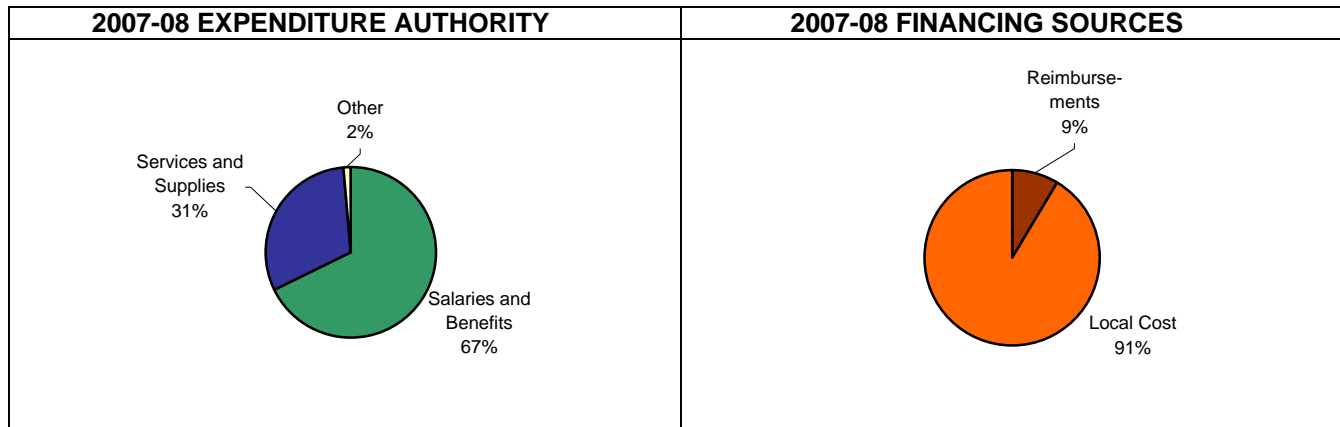 2007-08 EXPENDITURE AUTHORITY
Other
2%
Services and
Supplies
31%
Salaries and
Benefits
67%
2007-08 FINANCING SOURCES
Reimburse-
ments
9%
Local Cost
91%